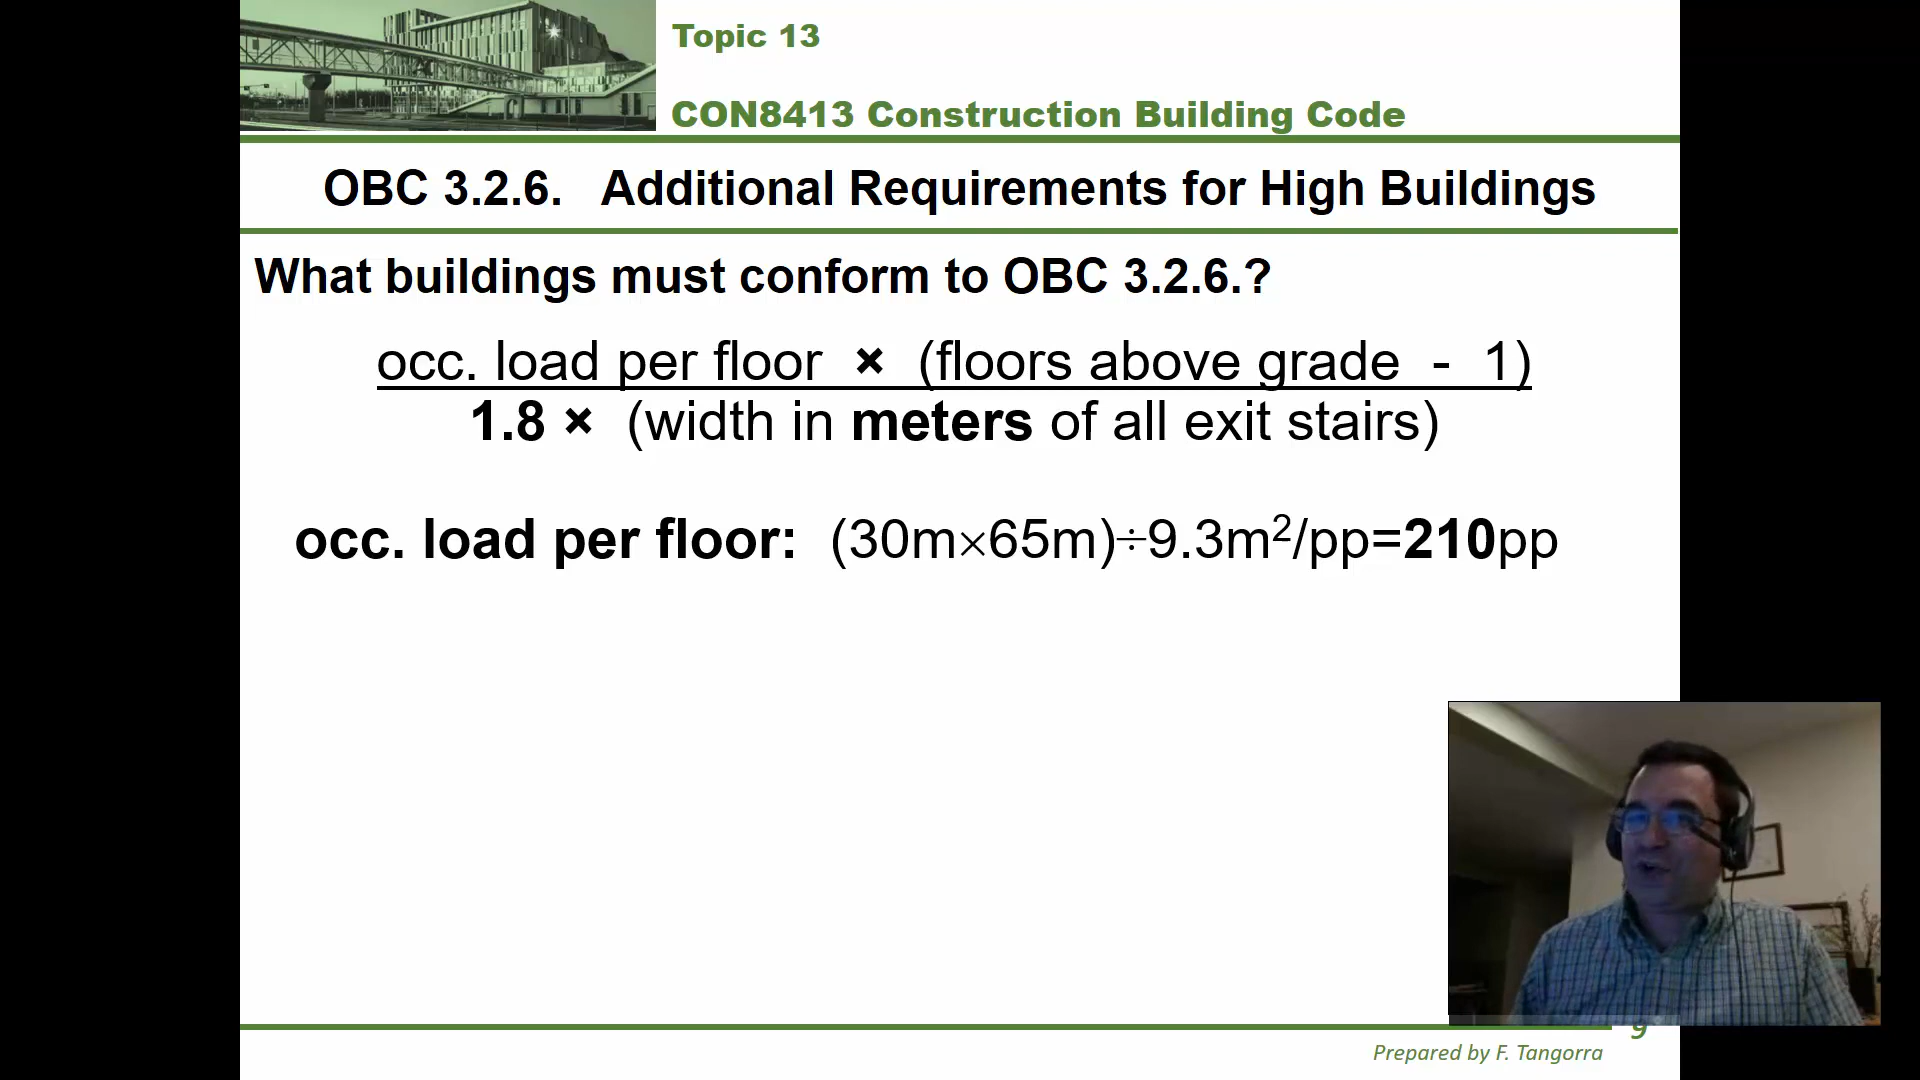 Topic 13
CON8413 Construction Building Code
OBC 3.2.6. Additional Requirements for High Buildings
What buildings must conform to OBC 3.2.6.?
occ. load per floor × (floors above grade - 1)
1.8 × (width in meters of all exit stairs)
occ. load per floor: (30m×65m)÷9.3m²/pp=210pp
9
Prepared by F. Tangorra